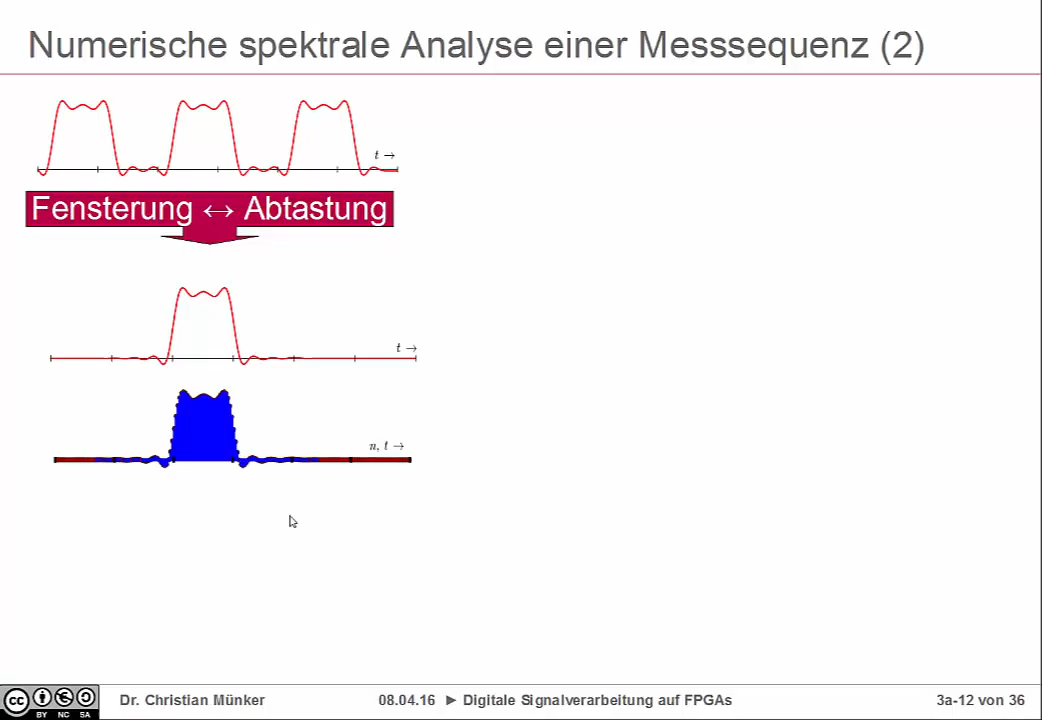 Numerische spektrale Analyse einer Messsequenz (2)
t →
Fensterung ↔ Abtastung
t →
n, t →
cc BY NC SA
Dr. Christian Münker 08.04.16 ► Digitale Signalverarbeitung auf FPGAs 3a-12 von 36